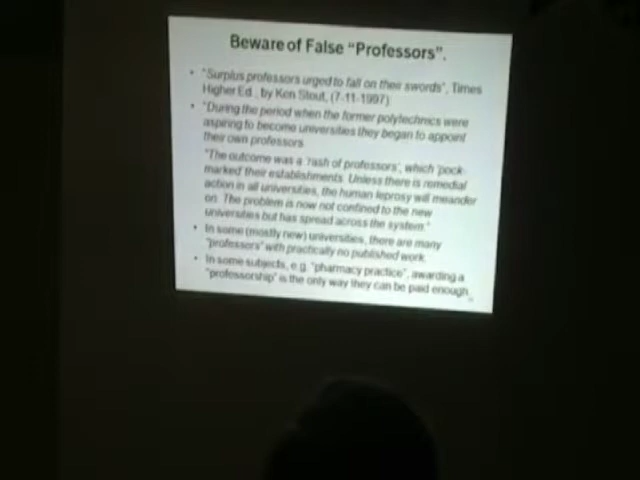 Beware of False "Professors".
• "Surplus professors urged to fall on their swords", Times
Higher Ed., by Ken Stout, (7-11-1997)
• "During the period when the former polytechnics were
aspiring to become universities they began to appoint
their own professors.
"The outcome was a 'rash of professors', which 'pock-
marked' their establishments. Unless there is remedial
action in all universities, the human leprosy will meander
on. The problem is now not confined to the new
universities but has spread across the system."
• In some (mostly new) universities, there are many
"professors" with practically no published work.
• In some subjects, e.g. "pharmacy practice", awarding a
"professorship" is the only way they can be paid enough.